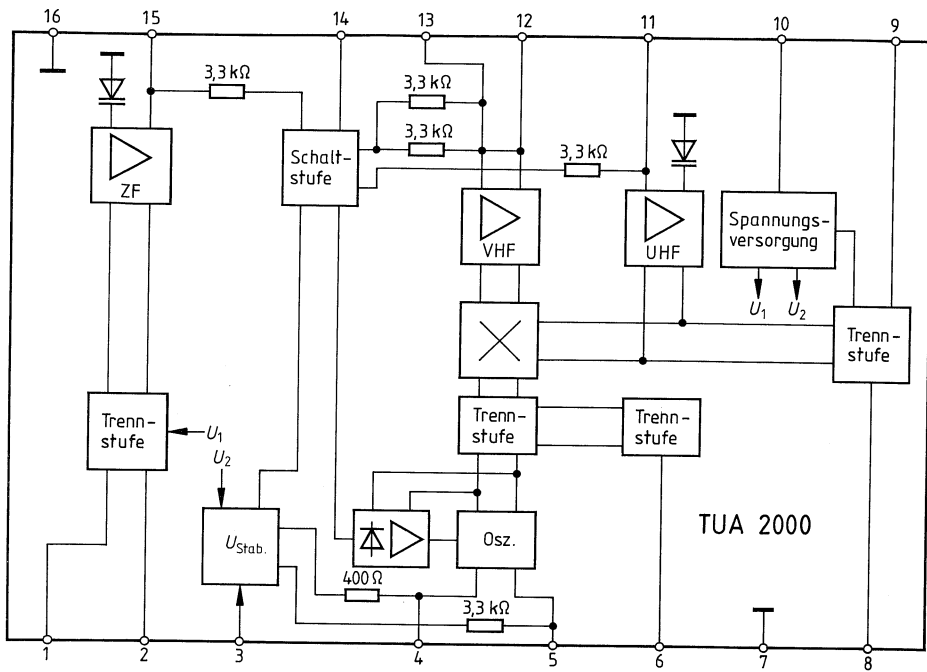 16
15
14
13
12
11
10
9
3,3 kΩ
3,3 kΩ
3,3 kΩ
3,3 kΩ
Schalt-
stufe
ZF
VHF
UHF
Spannungs-
versorgung
U1
U2
Trenn-
stufe
Trenn-
stufe
U1
U2
Trenn-
stufe
Trenn-
stufe
UStab.
Osz.
TUA 2000
400 Ω
3,3 kΩ
1
2
3
4
5
6
7
8